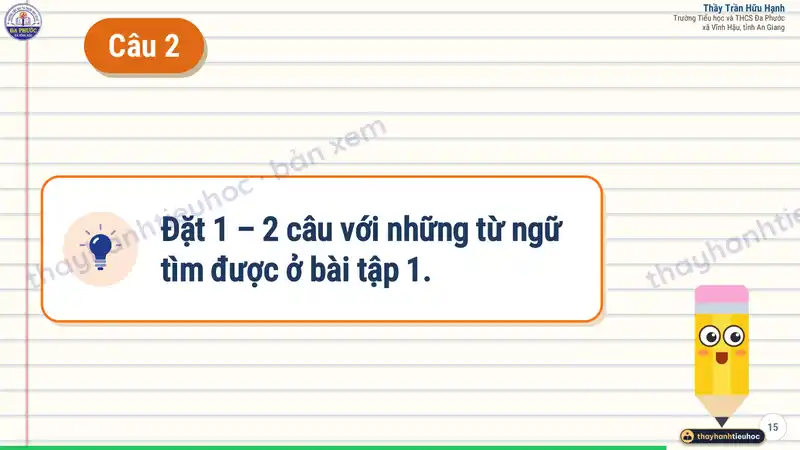 Thầy Trần Hữu Hạnh
Trường Tiểu học và THCS Đa Phước
xã Vĩnh Hậu, tỉnh An Giang
ĐA PHƯỚC
Câu 2
thayhanhtieuhoc · bản xem
Đặt 1 – 2 câu với những từ ngữ
tìm được ở bài tập 1.
thayhanhtie
thayhanhtieuhoc
15